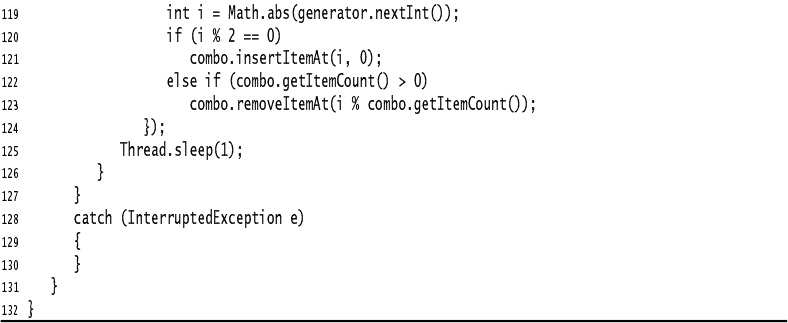 119 int i = Math.abs(generator.nextInt());
120 if (i % 2 == 0)
121 combo.insertItemAt(i, 0);
122 else if (combo.getItemCount() > 0)
123 combo.removeItemAt(i % combo.getItemCount());
124 });
125 Thread.sleep(1);
126 }
127 }
128 catch (InterruptedException e)
129 {
130 }
131 }
132 }